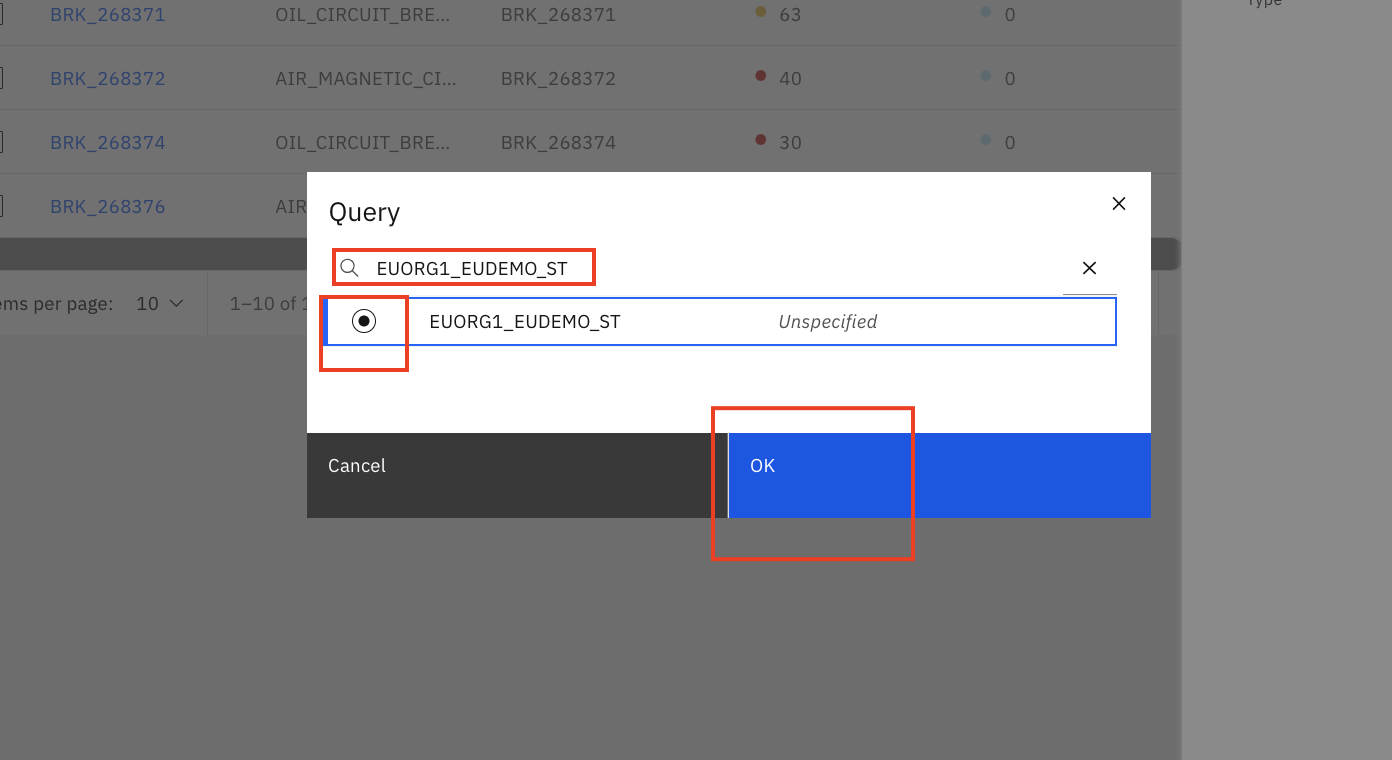 Type
BRK_268371 OIL_CIRCUIT_BRE... BRK_268371 63 0
BRK_268372 AIR_MAGNETIC_CI... BRK_268372 40 0
BRK_268374 OIL_CIRCUIT_BRE... BRK_268374 30 0
BRK_268376 AIR
Query
EUORG1_EUDEMO_ST
EUORG1_EUDEMO_ST Unspecified
ems per page: 10 1–10 of
Cancel OK